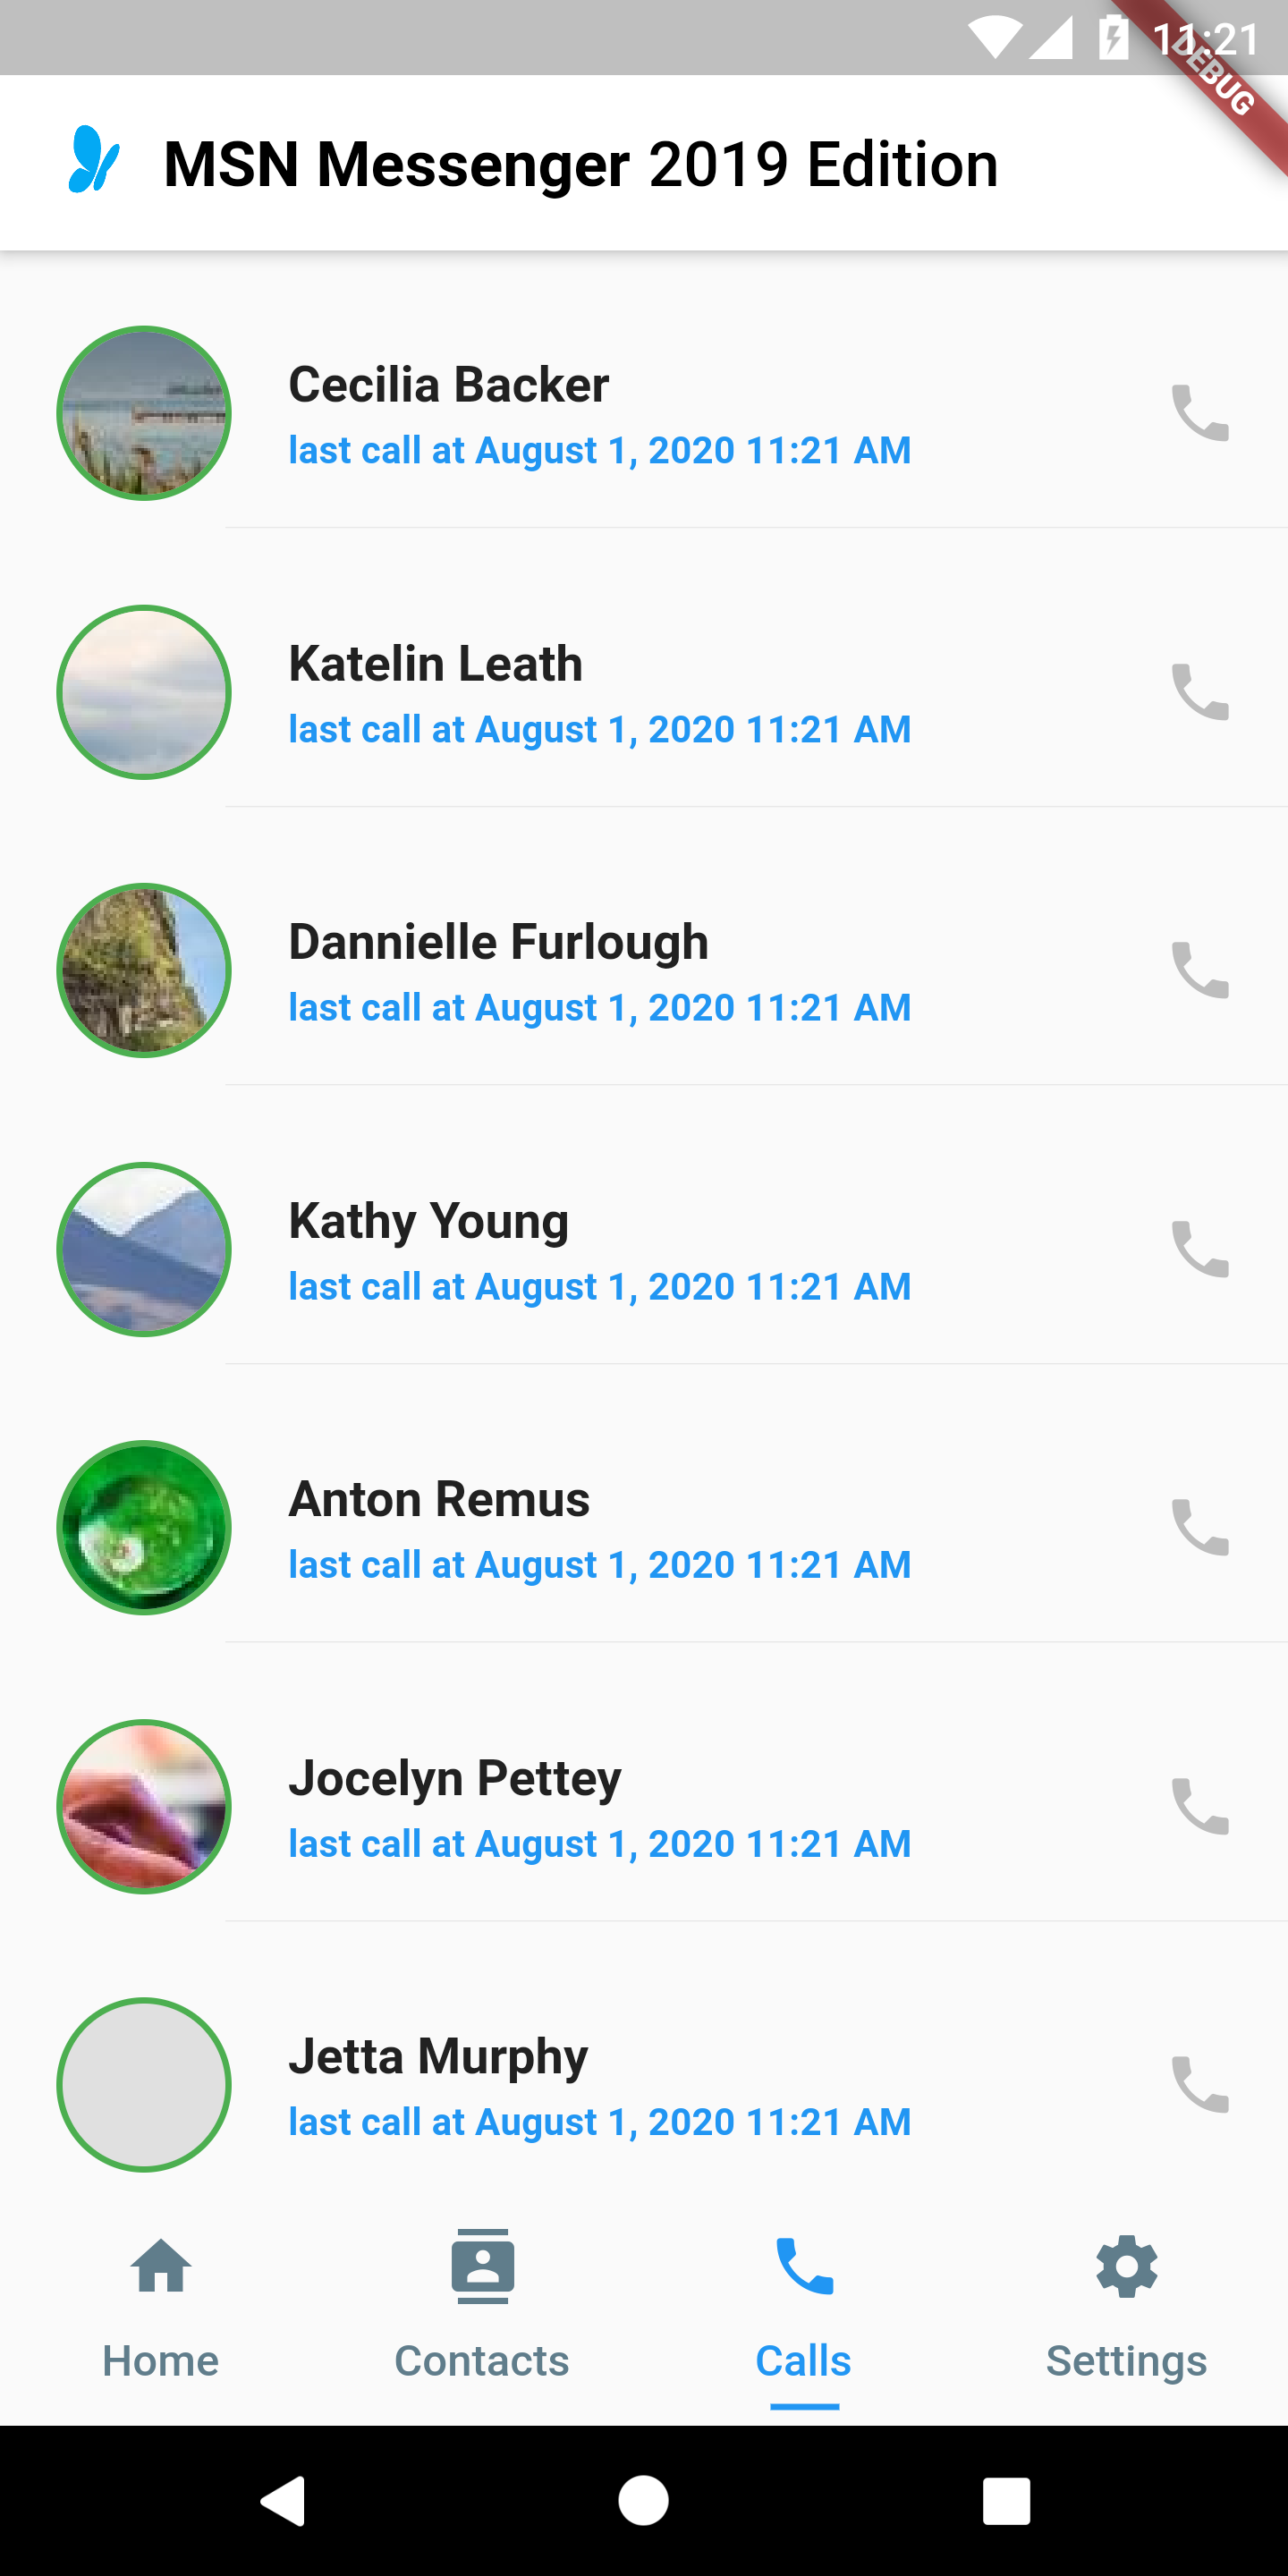 11:21
DEBUG
MSN Messenger 2019 Edition
Cecilia Backer
last call at August 1, 2020 11:21 AM
Katelin Leath
last call at August 1, 2020 11:21 AM
Dannielle Furlough
last call at August 1, 2020 11:21 AM
Kathy Young
last call at August 1, 2020 11:21 AM
Anton Remus
last call at August 1, 2020 11:21 AM
Jocelyn Pettey
last call at August 1, 2020 11:21 AM
Jetta Murphy
last call at August 1, 2020 11:21 AM
Home Contacts Calls Settings